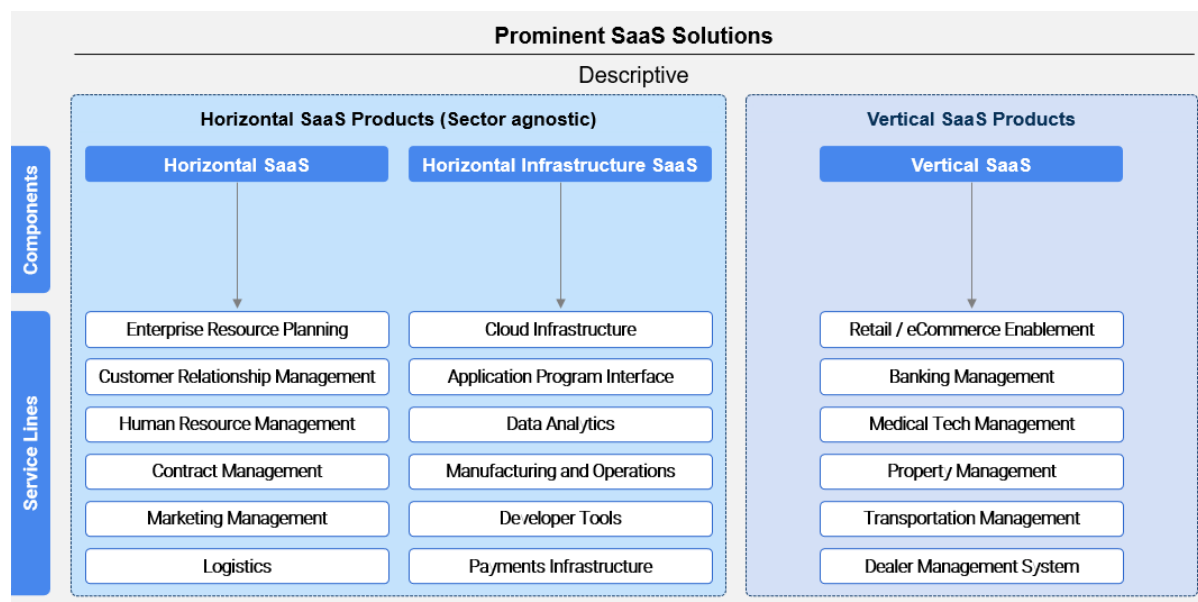 Prominent SaaS Solutions
Descriptive
Horizontal SaaS Products (Sector agnostic)
Vertical SaaS Products
Components
Horizontal SaaS
Horizontal Infrastructure SaaS
Vertical SaaS
Service Lines
Enterprise Resource Planning
Customer Relationship Management
Human Resource Management
Contract Management
Marketing Management
Logistics
Cloud Infrastructure
Application Program Interface
Data Analytics
Manufacturing and Operations
Developer Tools
Payments Infrastructure
Retail / eCommerce Enablement
Banking Management
Medical Tech Management
Property Management
Transportation Management
Dealer Management System